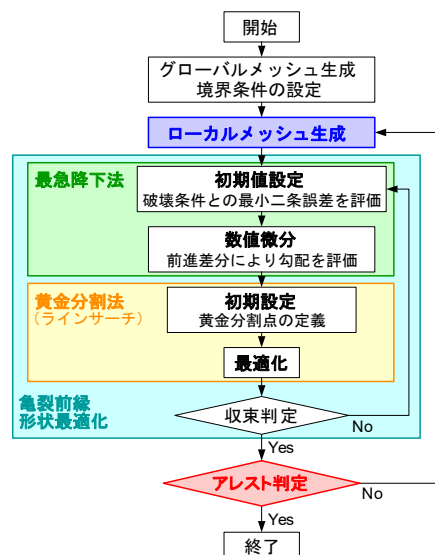 開始
グローバルメッシュ生成
境界条件の設定
ローカルメッシュ生成
最急降下法
初期値設定
破壊条件との最小二条誤差を評価
数値微分
前進差分により勾配を評価
黄金分割法
(ラインサーチ)
初期設定
黄金分割点の定義
最適化
亀裂前縁
形状最適化
収束判定
No
Yes
アレスト判定
No
Yes
終了